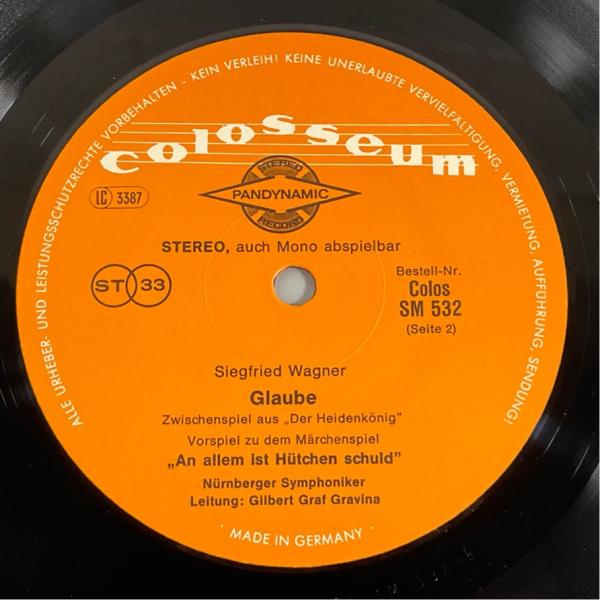 ALLE URHEBER- UND LEISTUNGSSCHUTZRECHTE VORBEHALTEN - KEIN VERLEIH! KEINE UNERLAUBTE VERVIELFÄLTIGUNG, VERMIETUNG, AUFFÜHRUNG, SENDUNG!
Colosseum
STEREO
PANDYNAMIC
RECORD
LC 3387
STEREO, auch Mono abspielbar
ST 33
Bestell-Nr.
Colos
SM 532
(Seite 2)
Siegfried Wagner
Glaube
Zwischenspiel aus „Der Heidenkönig"
Vorspiel zu dem Märchenspiel
„An allem ist Hütchen schuld"
Nürnberger Symphoniker
Leitung: Gilbert Graf Gravina
· MADE IN GERMANY ·